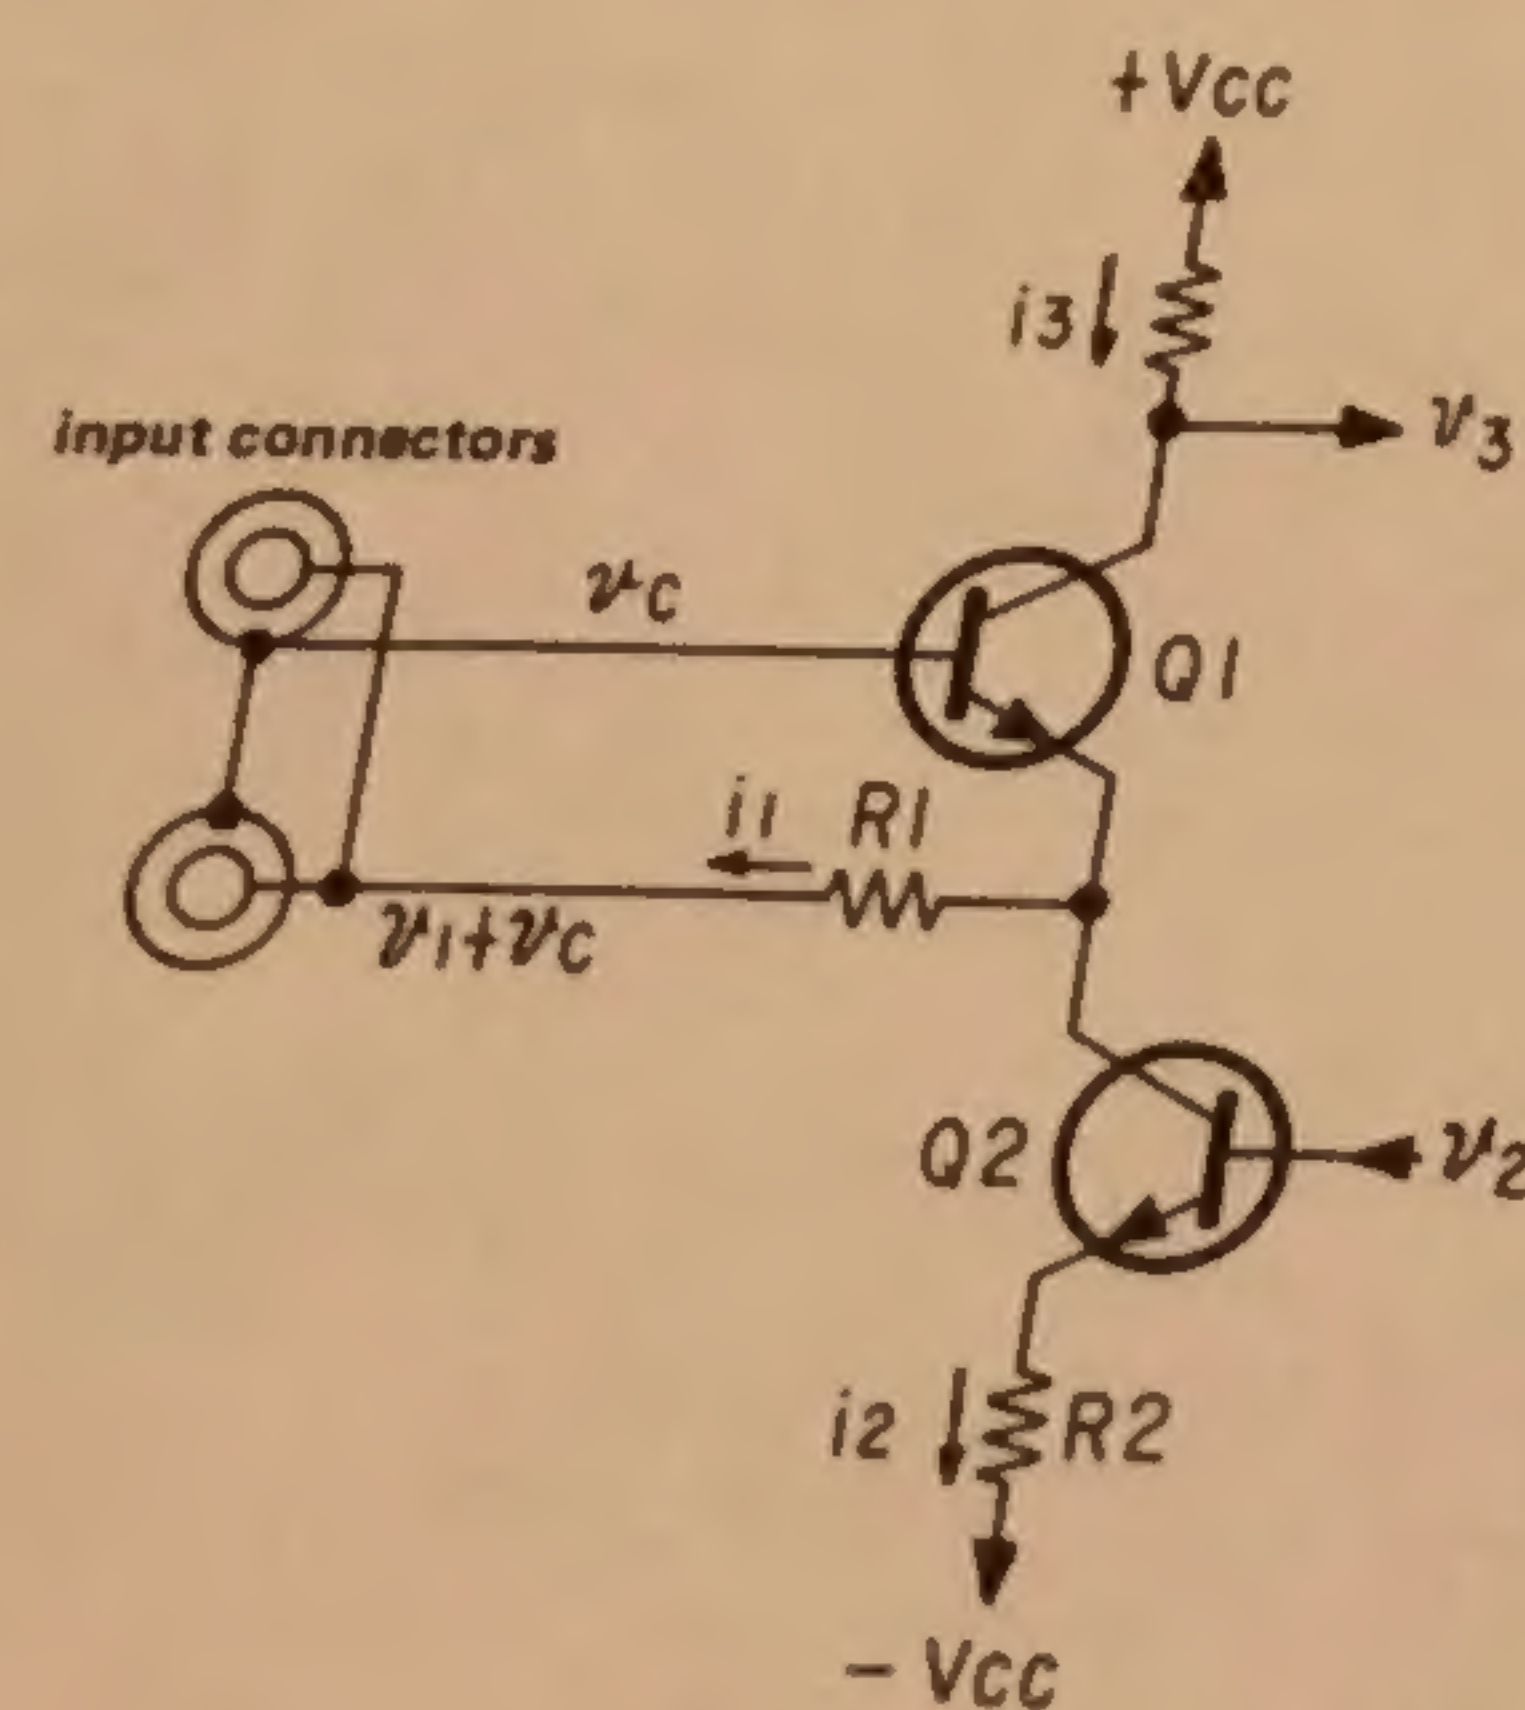 +Vcc
i3
v3
input connectors
vc
Q1
i1 R1
v1+vc
Q2
v2
i2
R2
- Vcc